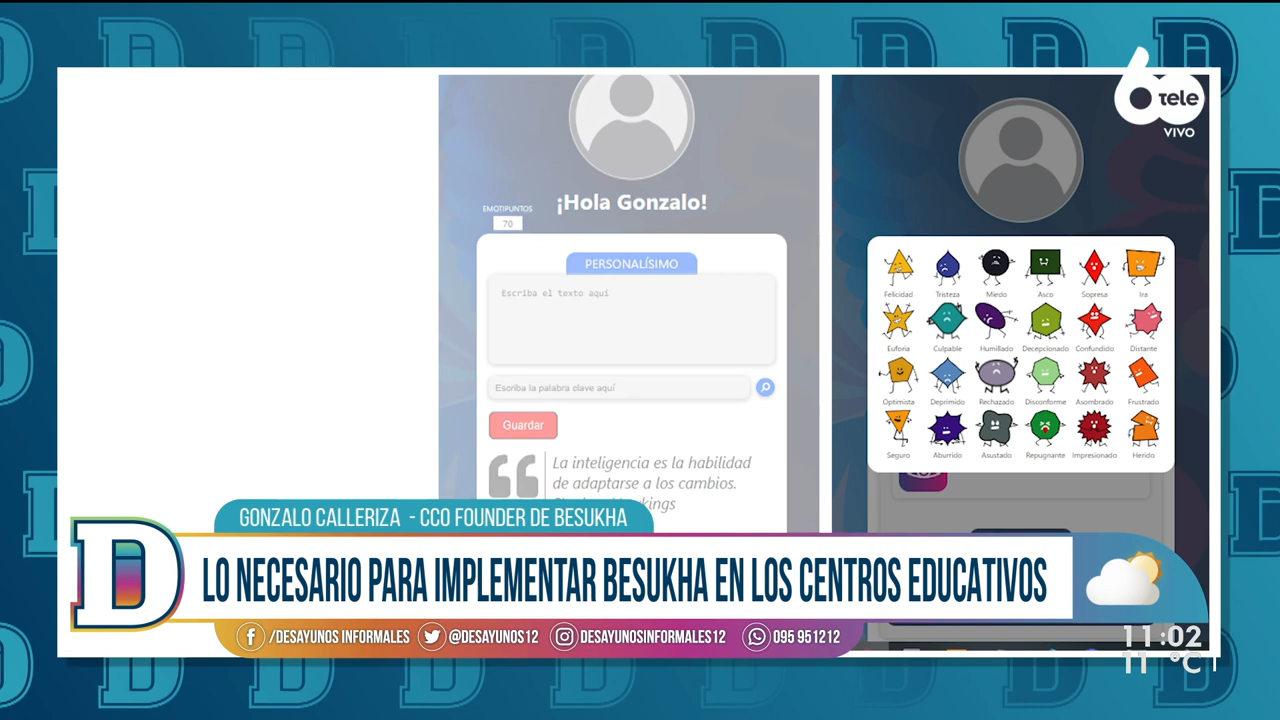 6
tele
VIVO
¡Hola Gonzalo!
EMOTIPUNTOS
70
PERSONALÍSIMO
Escriba el texto aquí
Escriba la palabra clave aquí
Guardar
La inteligencia es la habilidad
de adaptarse a los cambios.
Felicidad Tristeza Miedo Asco Sopresa Ira
Euforia Culpable Humillado Decepcionado Confundido Distante
Optimista Deprimido Rechazado Disconforme Asombrado Frustrado
Seguro Aburrido Asustado Repugnante Impresionado Herido
GONZALO CALLERIZA - CCO FOUNDER DE BESUKHA
D
LO NECESARIO PARA IMPLEMENTAR BESUKHA EN LOS CENTROS EDUCATIVOS
/DESAYUNOS INFORMALES @DESAYUNOS12 DESAYUNOSINFORMALES12 095 951212
11:02
11 °C